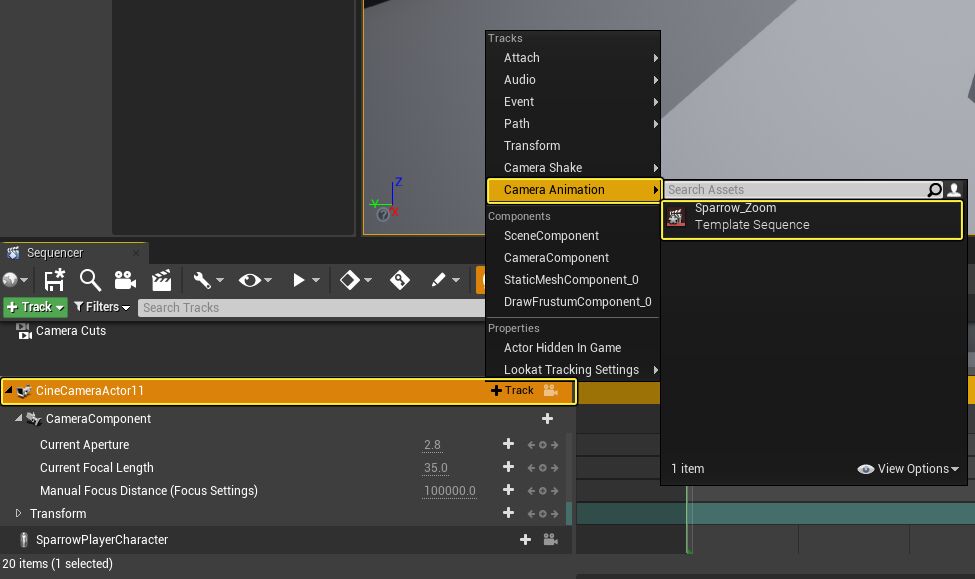 Tracks
Attach
Audio
Event
Path
Transform
Camera Shake
Camera Animation
Search Assets
Sparrow_Zoom
Template Sequence
Components
SceneComponent
CameraComponent
StaticMeshComponent_0
DrawFrustumComponent_0
Properties
Actor Hidden In Game
Lookat Tracking Settings
1 item
View Options
Z
Y
X
?
Sequencer
+ Track
Filters
Search Tracks
Camera Cuts
CineCameraActor11
+ Track
CameraComponent
Current Aperture
2.8
Current Focal Length
35.0
Manual Focus Distance (Focus Settings)
100000.0
Transform
SparrowPlayerCharacter
20 items (1 selected)